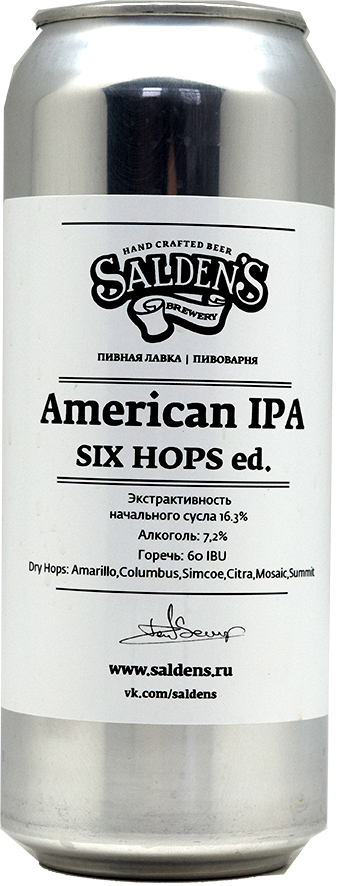 HAND CRAFTED BEER
SALDEN'S
BREWERY
ПИВНАЯ ЛАВКА | ПИВОВАРНЯ
American IPA
SIX HOPS ed.
Экстрактивность
начального сусла 16.3%
Алкоголь: 7,2%
Горечь: 60 IBU
Dry Hops: Amarillo,Columbus,Simcoe,Citra,Mosaic,Summit
www.saldens.ru
vk.com/saldens